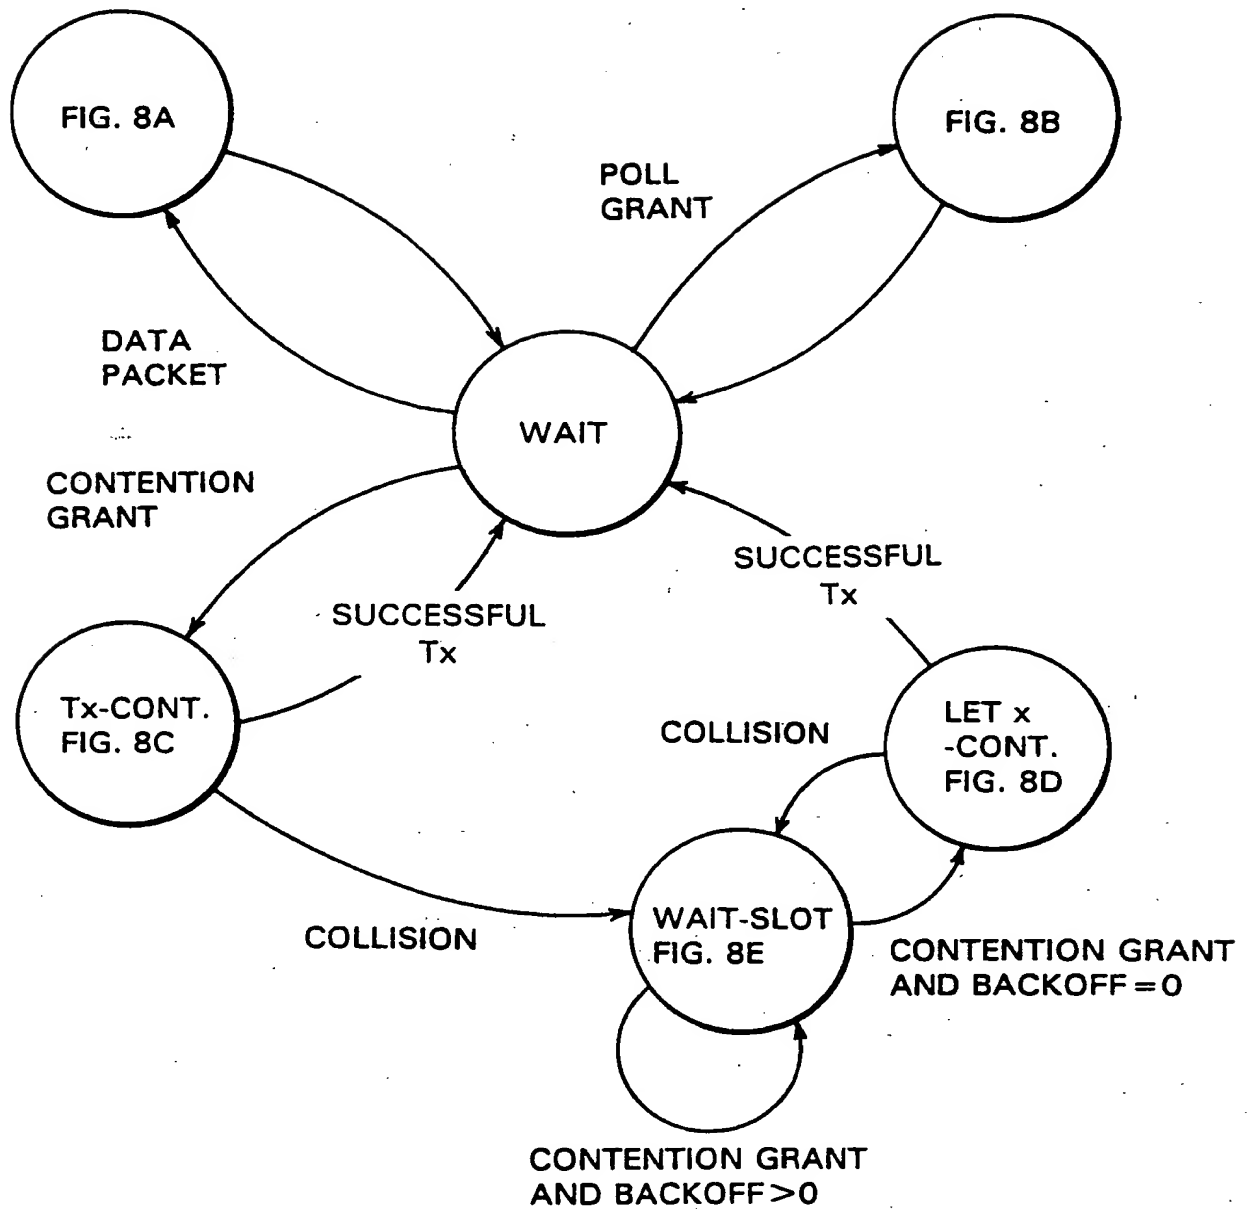 FIG. 8A
FIG. 8B
POLL
GRANT
DATA
PACKET
WAIT
CONTENTION
GRANT
SUCCESSFUL
Tx
SUCCESSFUL
Tx
Tx-CONT.
FIG. 8C
COLLISION
LET x
-CONT.
FIG. 8D
COLLISION
WAIT-SLOT
FIG. 8E
CONTENTION GRANT
AND BACKOFF=0
CONTENTION GRANT
AND BACKOFF>0